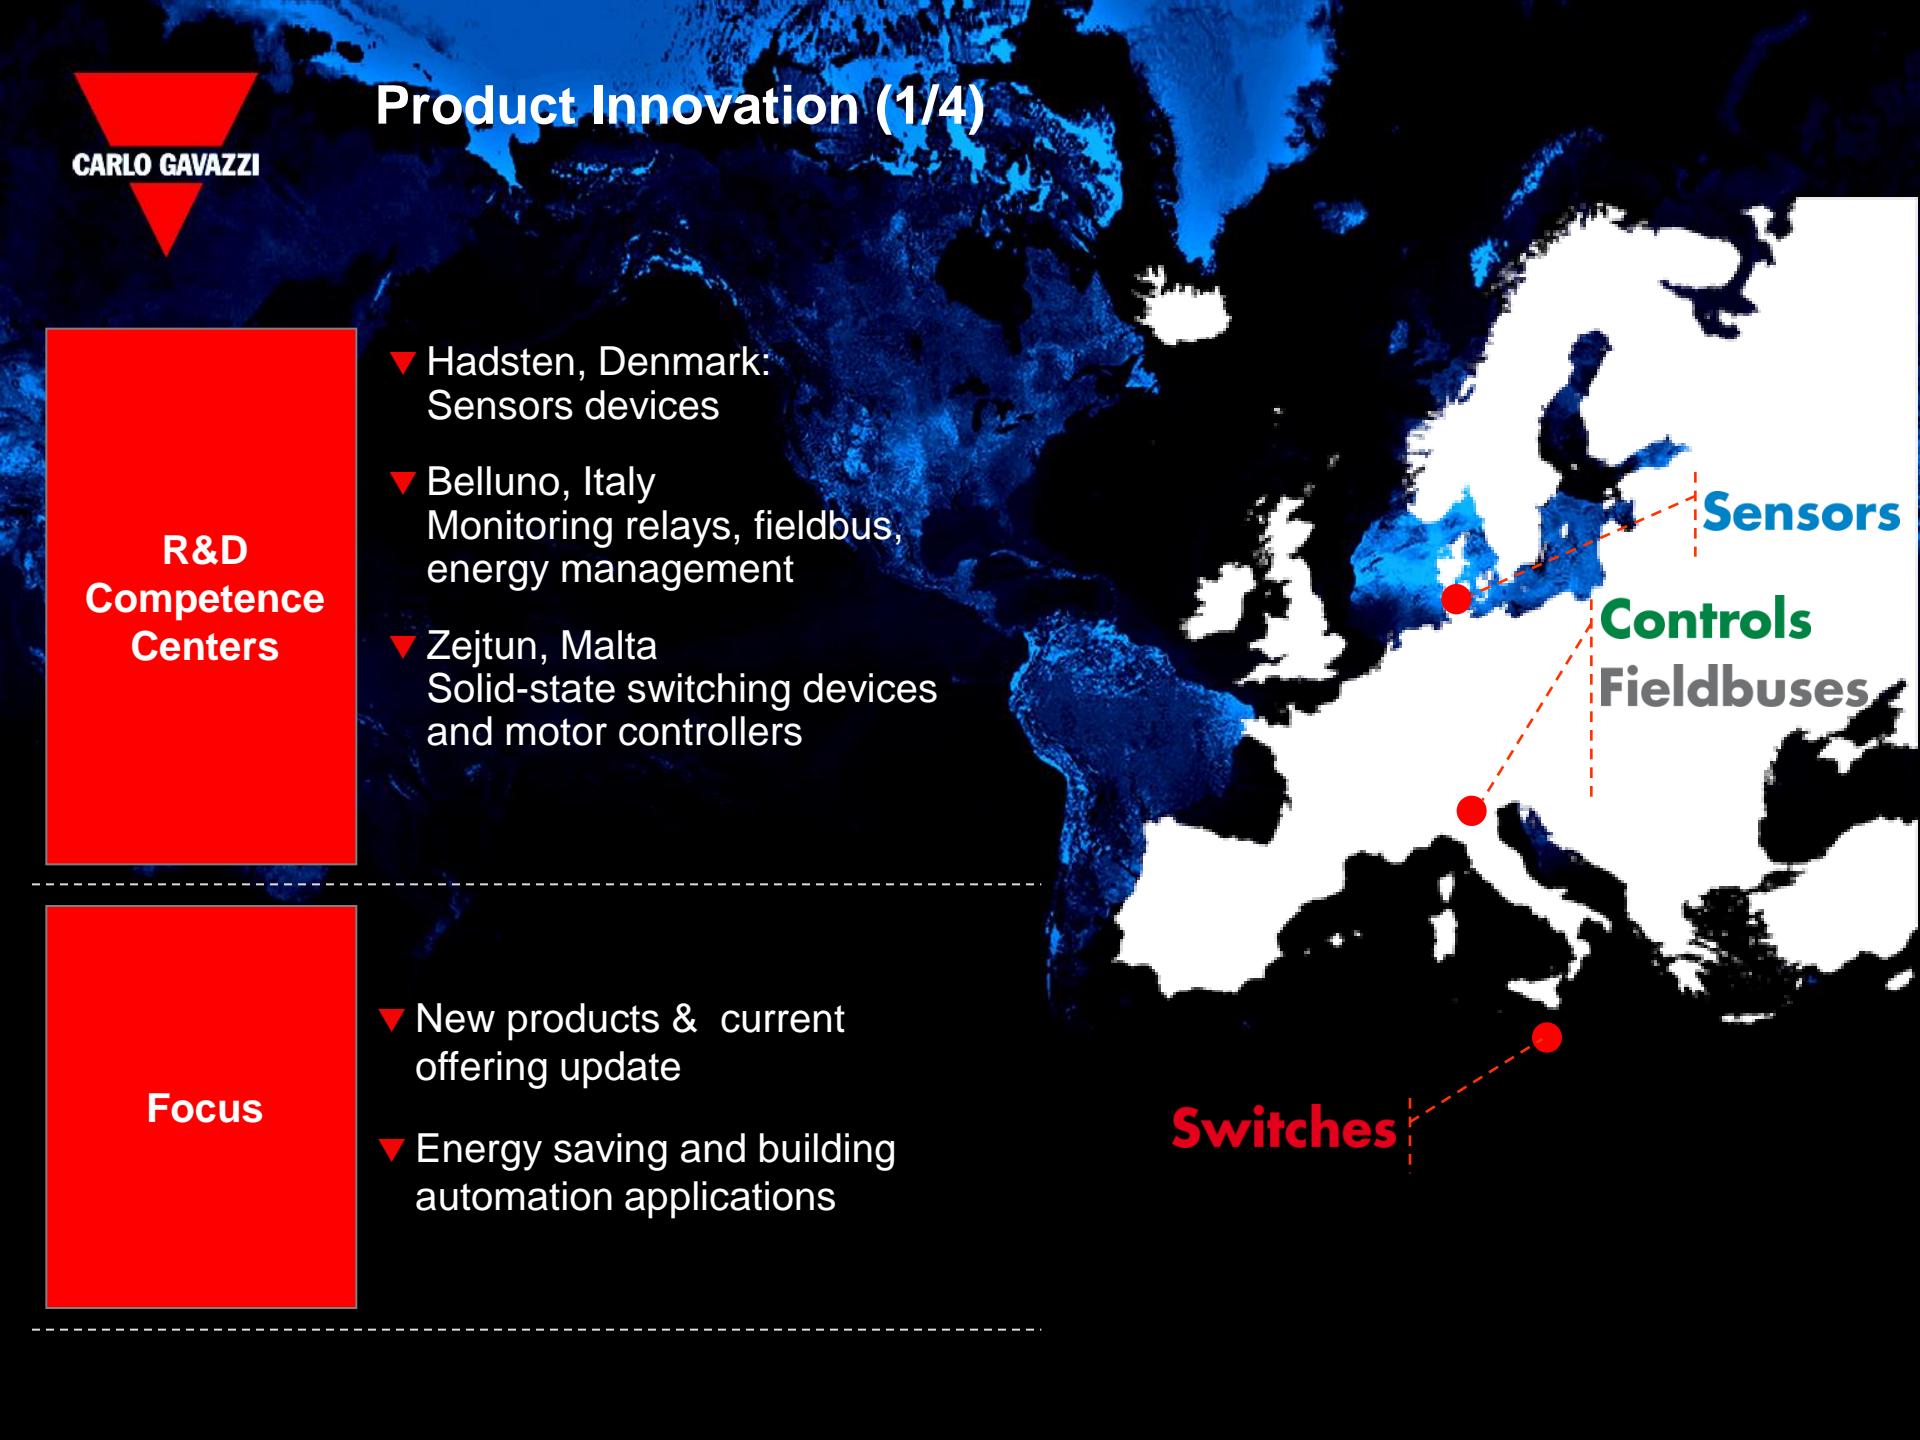 Product Innovation (1/4)
CARLO GAVAZZI
R&D
Competence
Centers
Hadsten, Denmark:
Sensors devices
Belluno, Italy
Monitoring relays, fieldbus,
energy management
Zejtun, Malta
Solid-state switching devices
and motor controllers
Sensors
Controls
Fieldbuses
Switches
Focus
New products &  current
offering update
Energy saving and building
automation applications